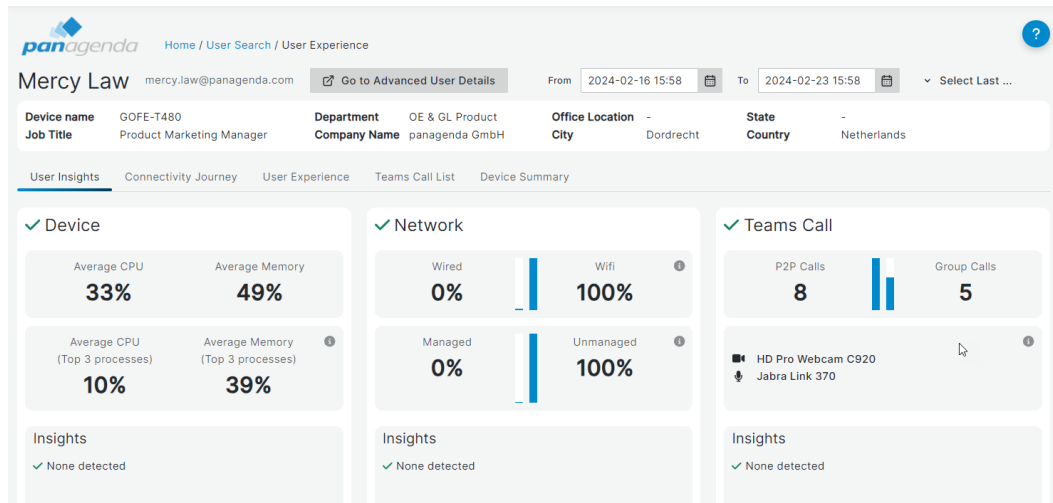 ?
panagenda Home / User Search / User Experience
Mercy Law mercy.law@panagenda.com Go to Advanced User Details From 2024-02-16 15:58 To 2024-02-23 15:58 Select Last ...
Device name GOFE-T480 Department OE & GL Product Office Location - State -
Job Title Product Marketing Manager Company Name panagenda GmbH City Dordrecht Country Netherlands
User Insights Connectivity Journey User Experience Teams Call List Device Summary
Device
Average CPU Average Memory
33% 49%
Average CPU Average Memory
(Top 3 processes) (Top 3 processes)
10% 39%
Insights
None detected
Network
Wired Wifi
0% 100%
Managed Unmanaged
0% 100%
Insights
None detected
Teams Call
P2P Calls Group Calls
8 5
HD Pro Webcam C920
Jabra Link 370
Insights
None detected